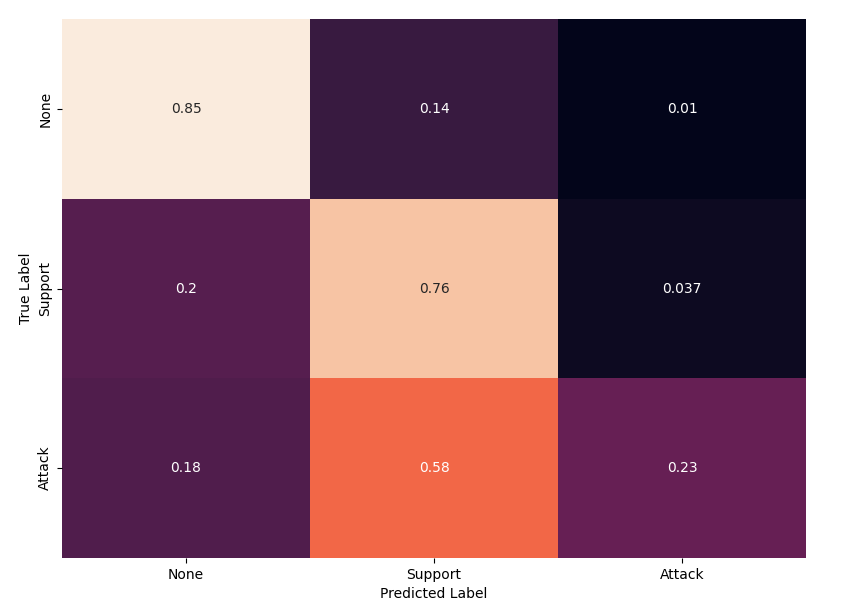 None
0.85 0.14 0.01
True Label
Support
0.2 0.76 0.037
Attack
0.18 0.58 0.23
None Support Attack
Predicted Label